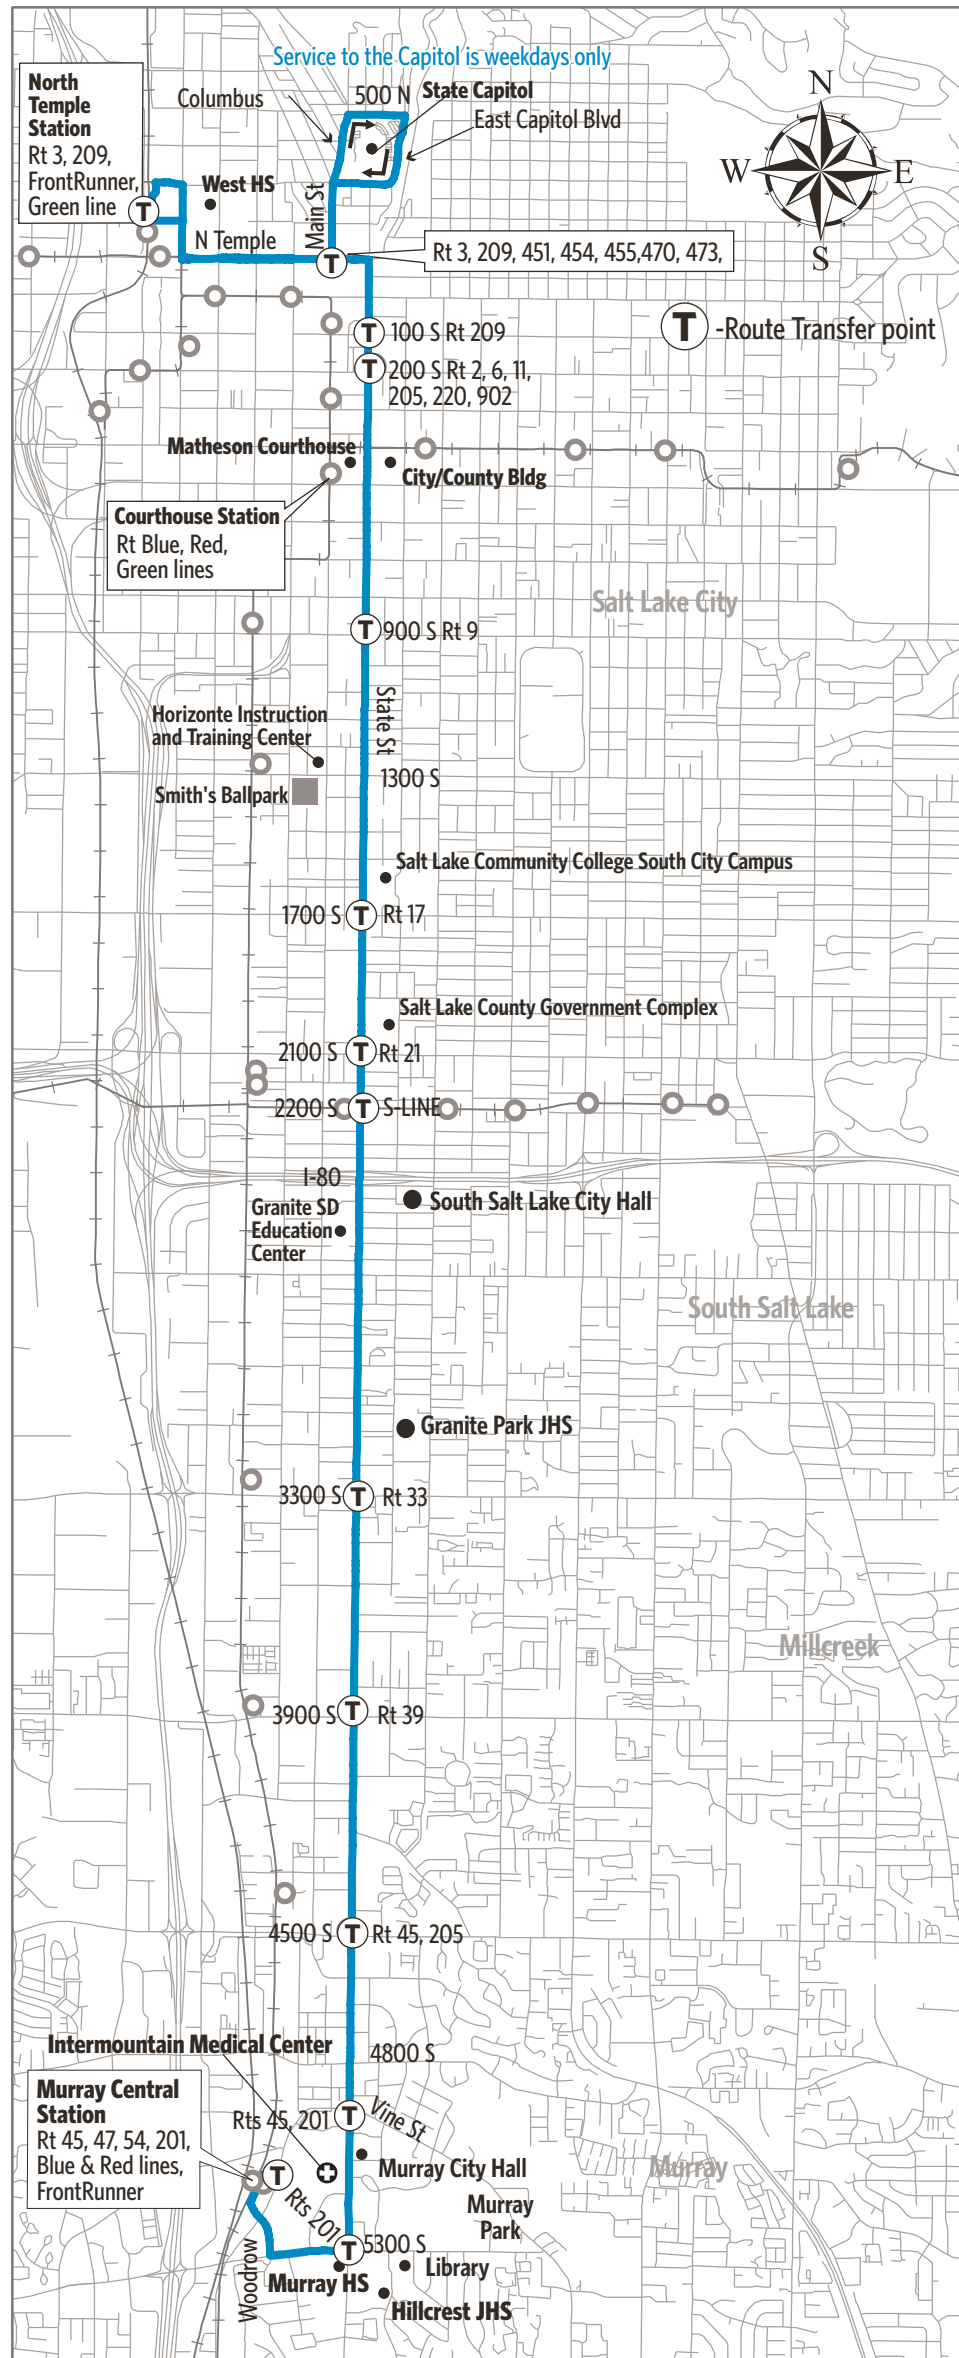 Service to the Capitol is weekdays only
North
Temple
Station
Rt 3, 209,
FrontRunner,
Green line
Columbus
500 N
State Capitol
East Capitol Blvd
N
W
E
S
West HS
Main St
N Temple
T
T
Rt 3, 209, 451, 454, 455,470, 473,
T
-Route Transfer point
T
100 S Rt 209
T
200 S Rt 2, 6, 11,
205, 220, 902
Matheson Courthouse
City/County Bldg
Courthouse Station
Rt Blue, Red,
Green lines
Salt Lake City
T
900 S Rt 9
State St
Horizonte Instruction
and Training Center
1300 S
Smith's Ballpark
Salt Lake Community College South City Campus
1700 S
T
Rt 17
Salt Lake County Government Complex
2100 S
T
Rt 21
2200 S
T
S-LINE
I-80
South Salt Lake City Hall
Granite SD
Education
Center
South Salt Lake
Granite Park JHS
3300 S
T
Rt 33
Millcreek
3900 S
T
Rt 39
4500 S
T
Rt 45, 205
Intermountain Medical Center
4800 S
Murray Central
Station
Rt 45, 47, 54, 201,
Blue & Red lines,
FrontRunner
Rts 45, 201
T
Vine St
Murray City Hall
Murray
T
Rts 201
Murray
Park
T
5300 S
Woodrow
Murray HS
Library
Hillcrest JHS